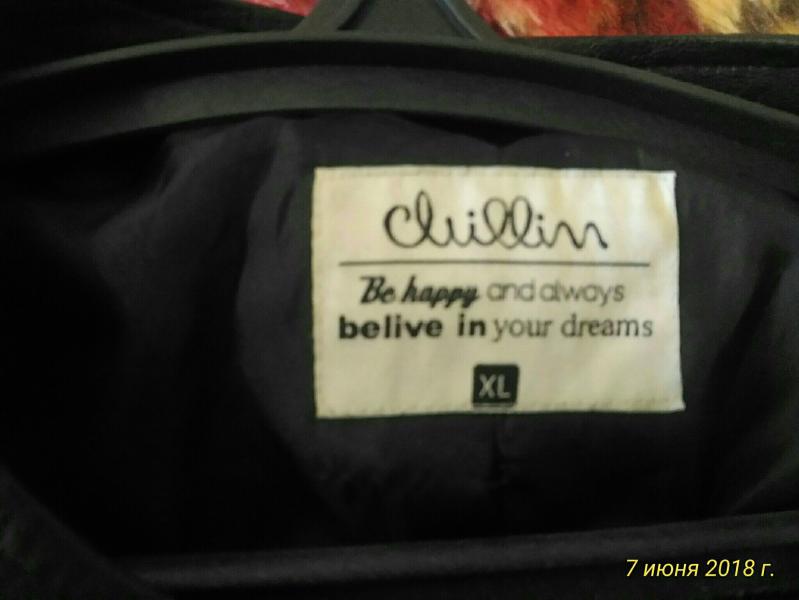 chillin
Be happy and always
belive in your dreams
XL
7 июня 2018 г.